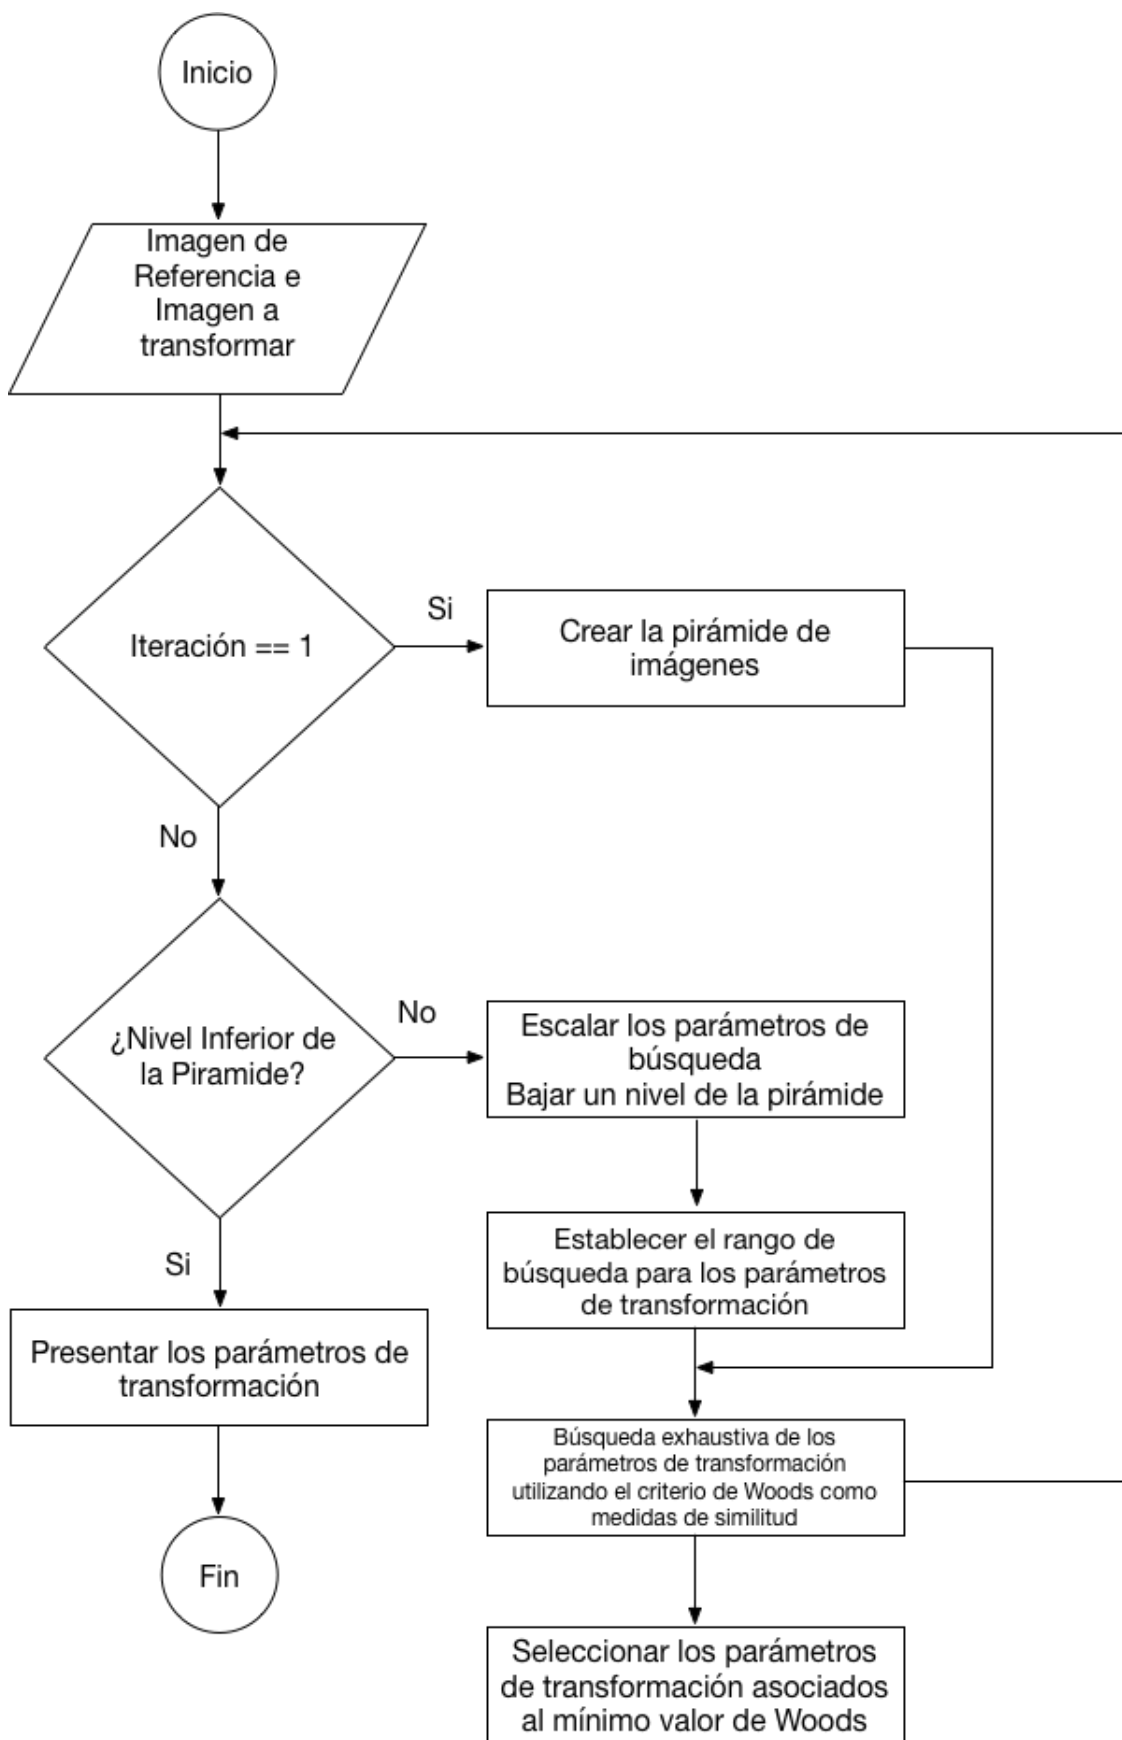 Inicio
Imagen de
Referencia e
Imagen a
transformar
Iteración == 1
Si
Crear la pirámide de
imágenes
No
¿Nivel Inferior de
la Piramide?
No
Escalar los parámetros de
búsqueda
Bajar un nivel de la pirámide
Establecer el rango de
búsqueda para los parámetros
de transformación
Si
Presentar los parámetros de
transformación
Búsqueda exhaustiva de los
parámetros de transformación
utilizando el criterio de Woods como
medidas de similitud
Fin
Seleccionar los parámetros
de transformación asociados
al mínimo valor de Woods